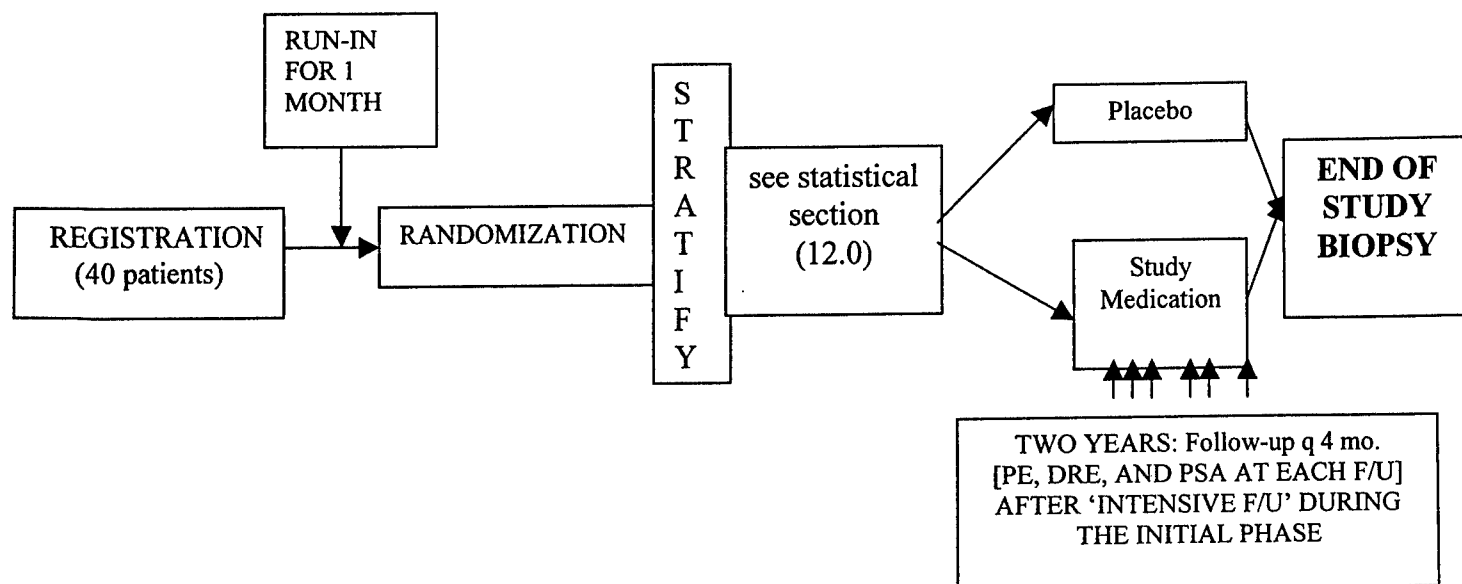 RUN-IN
FOR 1
MONTH
REGISTRATION
(40 patients)
RANDOMIZATION
S
T
R
A
T
I
F
Y
see statistical
section
(12.0)
Placebo
Study
Medication
END OF
STUDY
BIOPSY
TWO YEARS: Follow-up q 4 mo.
[PE, DRE, AND PSA AT EACH F/U]
AFTER ‘INTENSIVE F/U’ DURING
THE INITIAL PHASE